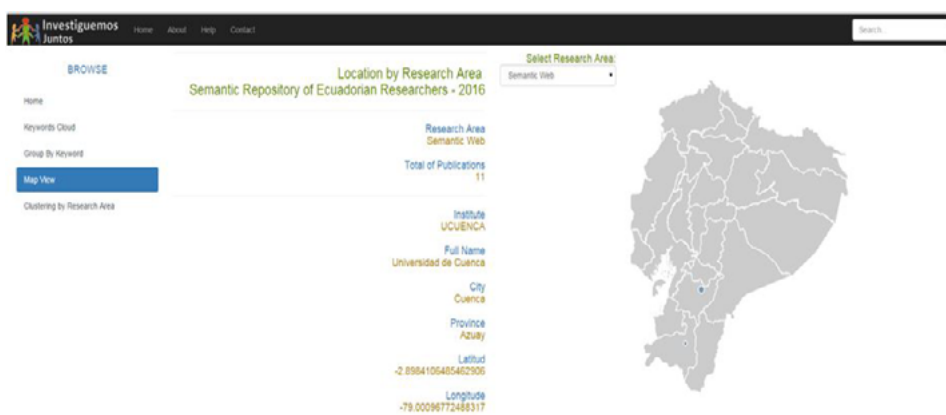 Investiguemos
Juntos
Home About Help Contact
Search...
BROWSE
Home
Keywords Cloud
Group By Keyword
Map View
Clustering by Research Area
Location by Research Area
Semantic Repository of Ecuadorian Researchers - 2016
Research Area
Semantic Web
Total of Publications
11
Institute
UCUENCA
Full Name
Universidad de Cuenca
City
Cuenca
Province
Azuay
Latitud
-2.8984106485462906
Longitude
-79.00096772488317
Select Research Area:
Semantic Web